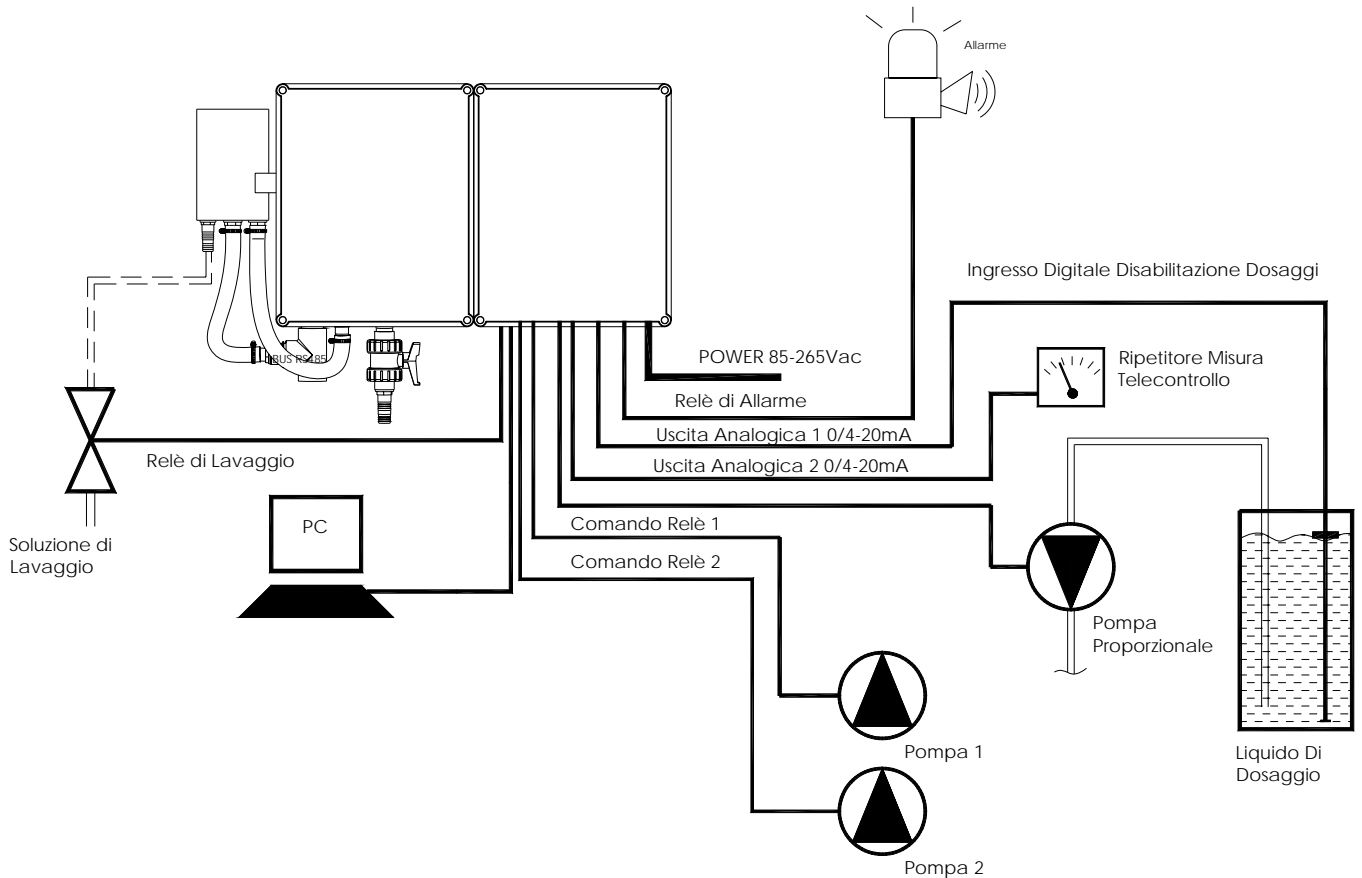 Allarme
Ingresso Digitale Disabilitazione Dosaggi
BUS RS485
POWER 85-265Vac
Ripetitore Misura
Telecontrollo
Relè di Allarme
Uscita Analogica 1 0/4-20mA
Relè di Lavaggio
Uscita Analogica 2 0/4-20mA
PC
Comando Relè 1
Soluzione di
Lavaggio
Comando Relè 2
Pompa
Proporzionale
Pompa 1
Liquido Di
Dosaggio
Pompa 2